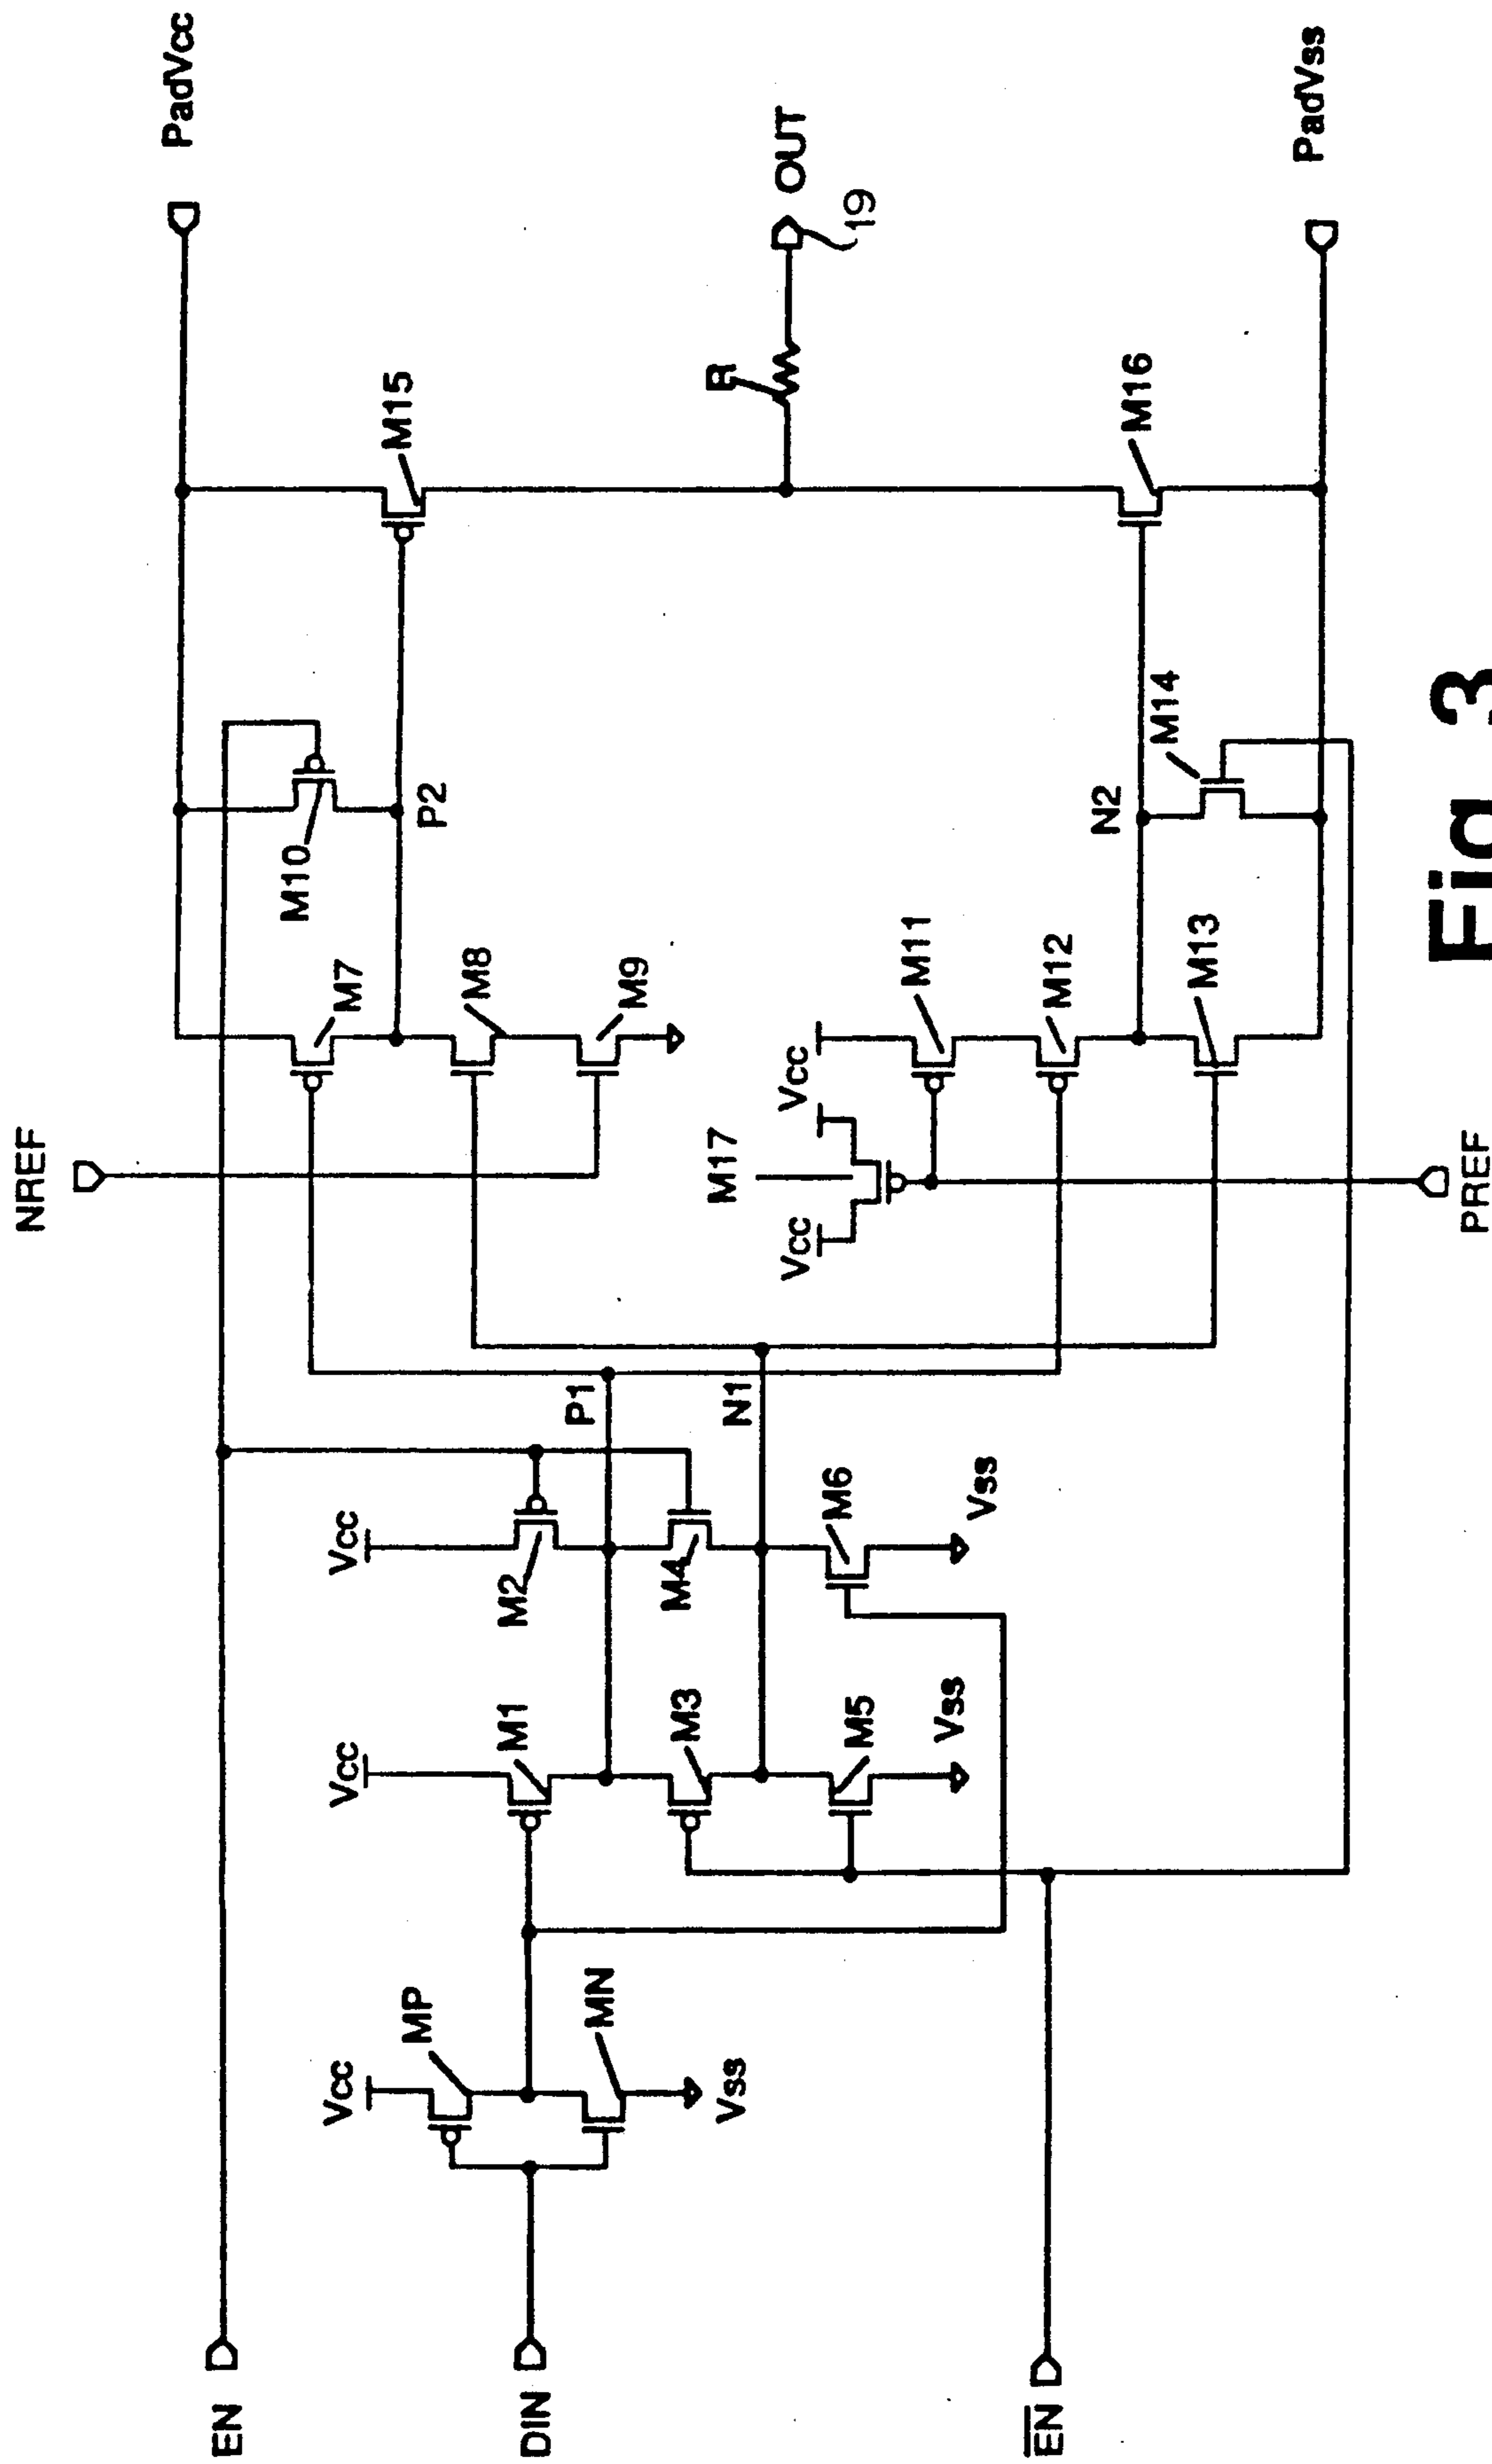 PadVcc
NREF
EN
M10
M15
M7
P2
Vcc
Vcc
Vcc
MP
M1
M2
P1
M8
M9
DIN
MN
M3
M4
N1
M17
Vcc
Vcc
R
OUT
19
Vss
M5
M6
M11
Vss
Vss
M12
N2
M14
M16
EN
M13
PadVss
PREF
Fig. 3